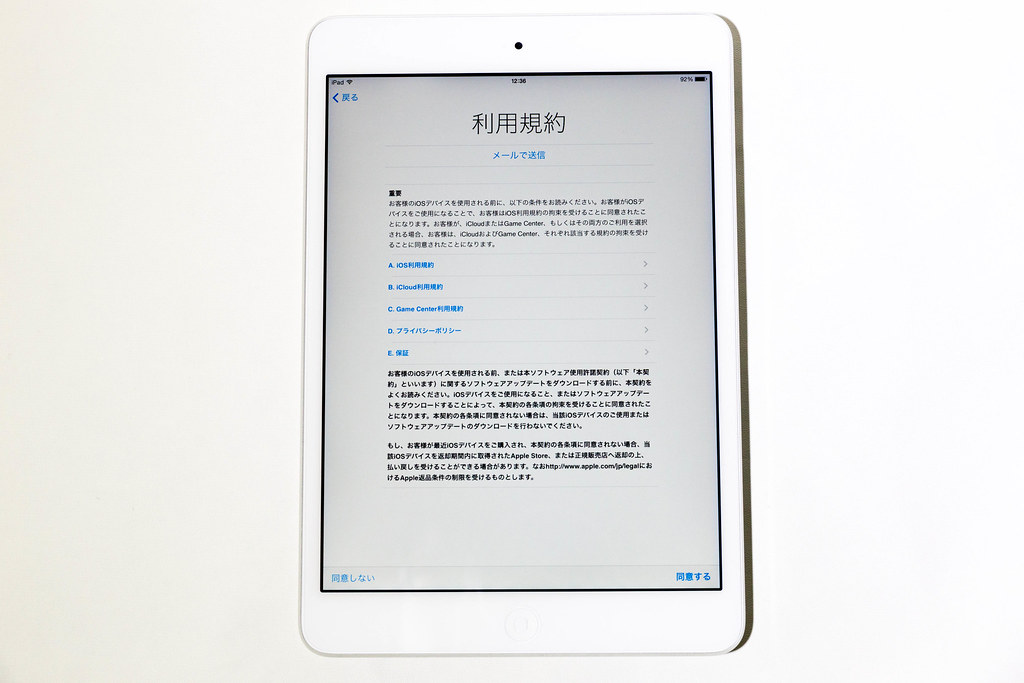 iPad 12:36 92%
戻る
利用規約
メールで送信
重要
お客様のiOSデバイスを使用される前に、以下の条件をお読みください。お客様がiOSデ
バイスをご使用になることで、お客様はiOS利用規約の拘束を受けることに同意されたこ
とになります。お客様が、iCloudまたはGame Center、もしくはその両方のご利用を選択
される場合、お客様は、iCloudおよびGame Center、それぞれ該当する規約の拘束を受け
ることに同意されたことになります。
A. iOS利用規約
B. iCloud利用規約
C. Game Center利用規約
D. プライバシーポリシー
E. 保証
お客様のiOSデバイスを使用される前、または本ソフトウェア使用許諾契約（以下「本契
約」といいます）に関するソフトウェアアップデートをダウンロードする前に、本契約を
よくお読みください。iOSデバイスをご使用になること、またはソフトウェアアップデー
トをダウンロードすることによって、本契約の各条項の拘束を受けることに同意されたこ
とになります。本契約の各条項に同意されない場合は、当該iOSデバイスのご使用または
ソフトウェアアップデートのダウンロードを行わないでください。
もし、お客様が最近iOSデバイスをご購入され、本契約の各条項に同意されない場合、当
該iOSデバイスを返却期間内に取得されたApple Store、または正規販売店へ返却の上、
払い戻しを受けることができる場合があります。なおhttp://www.apple.com/jp/legalにお
けるApple返品条件の制限を受けるものとします。
同意しない 同意する